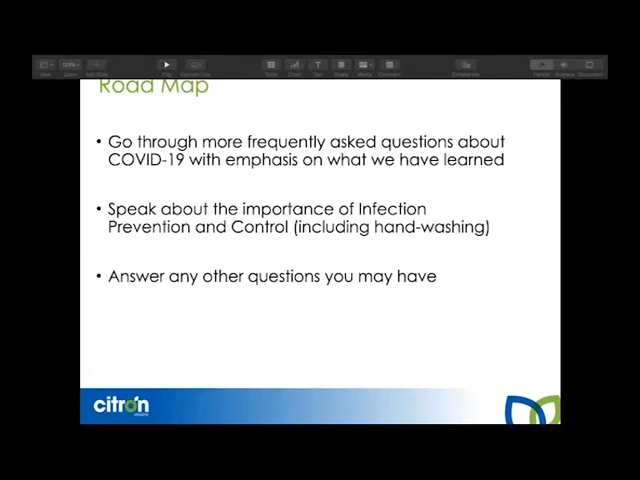 Road Map
• Go through more frequently asked questions about
COVID-19 with emphasis on what we have learned
• Speak about the importance of Infection
Prevention and Control (including hand-washing)
• Answer any other questions you may have
citron